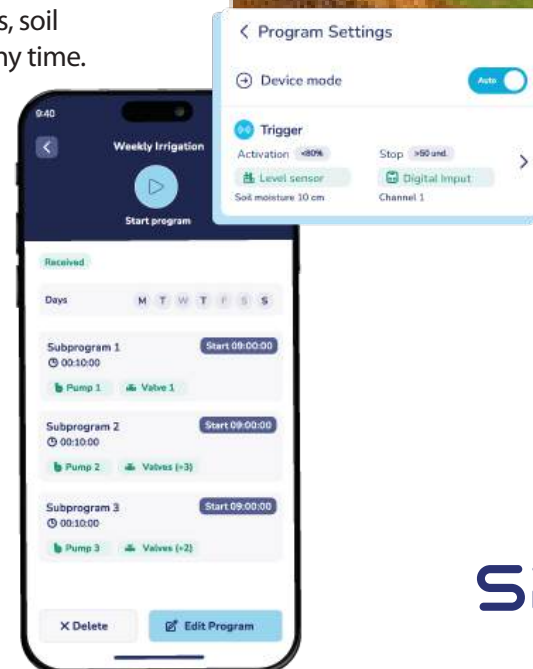 s, soil
ny time.
Program Settings
Device mode
Auto
Trigger
Activation <80%
Stop >50 und.
Level sensor
Digital Imput
Soil moisture 10 cm
Channel 1
9:40
Weekly Irrigation
Start program
Received
Days M T W T F S S
Subprogram 1 Start 09:00:00
00:10:00
Pump 1 Valve 1
Subprogram 2 Start 09:00:00
00:10:00
Pump 2 Valves (+3)
Subprogram 3 Start 09:00:00
00:10:00
Pump 3 Valves (+2)
X Delete Edit Program